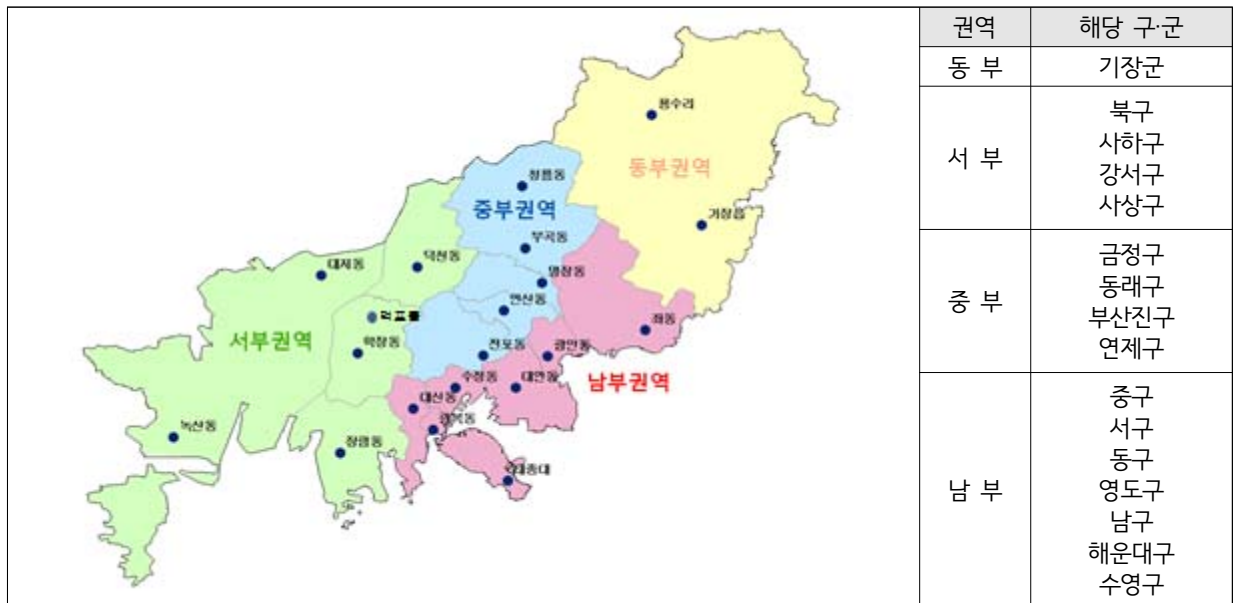 용수리
동부권역
청룡동
중부권역
기장읍
부곡동
덕천동
대저동
명장동
연산동
덕포동
좌동
서부권역
학장동
전포동
광안동
수정동
남부권역
광복동
녹산동
장림동
권역 해당 구·군
동 부 기장군
서 부
북구
사하구
강서구
사상구
중 부
금정구
동래구
부산진구
연제구
남 부
중구
서구
동구
영도구
남구
해운대구
수영구